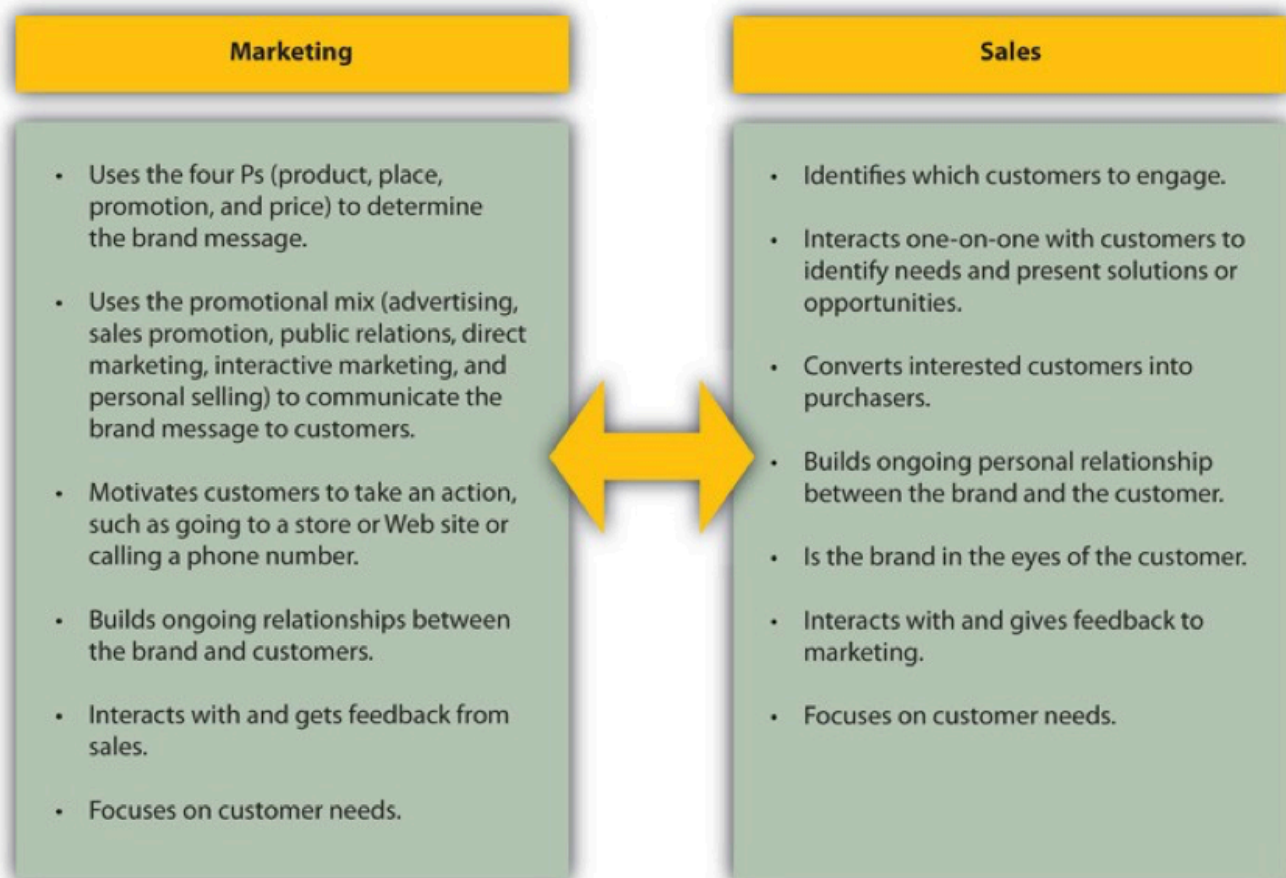 Marketing
• Uses the four Ps (product, place,
promotion, and price) to determine
the brand message.
• Uses the promotional mix (advertising,
sales promotion, public relations, direct
marketing, interactive marketing, and
personal selling) to communicate the
brand message to customers.
• Motivates customers to take an action,
such as going to a store or Web site or
calling a phone number.
• Builds ongoing relationships between
the brand and customers.
• Interacts with and gets feedback from
sales.
• Focuses on customer needs.
Sales
• Identifies which customers to engage.
• Interacts one-on-one with customers to
identify needs and present solutions or
opportunities.
• Converts interested customers into
purchasers.
• Builds ongoing personal relationship
between the brand and the customer.
• Is the brand in the eyes of the customer.
• Interacts with and gives feedback to
marketing.
• Focuses on customer needs.